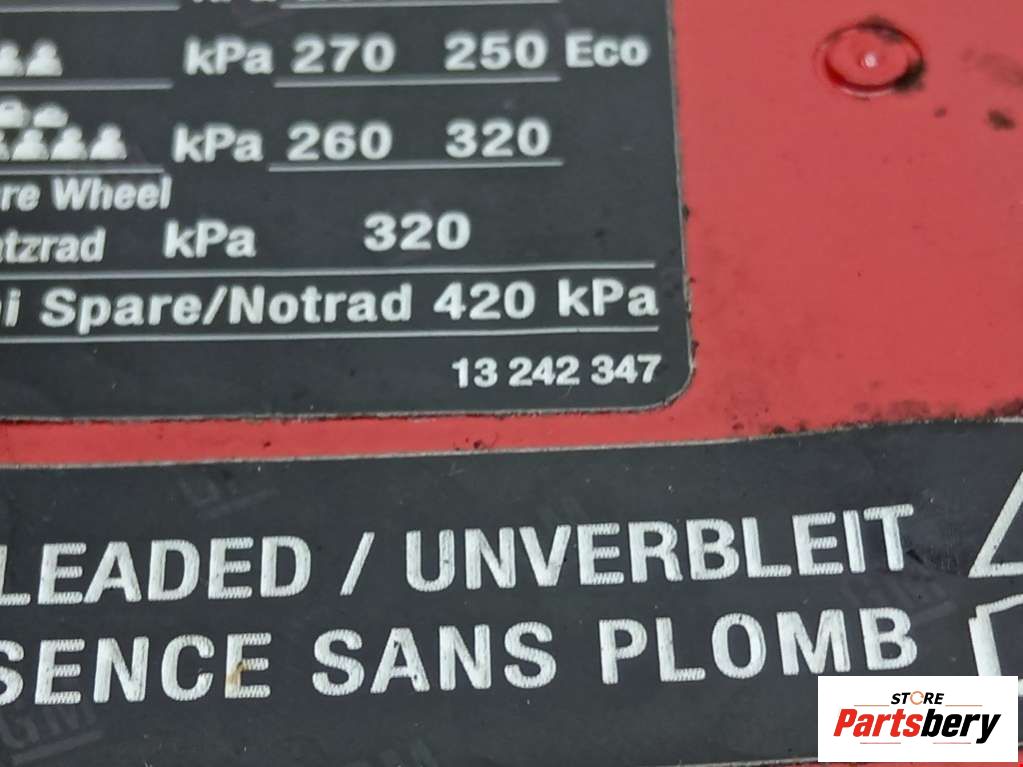 kPa 270 250 Eco
kPa 260 320
re Wheel
tzrad kPa 320
i Spare/Notrad 420 kPa
13 242 347
LEADED / UNVERBLEIT
SENCE SANS PLOMB
GM
STORE
Partsbery